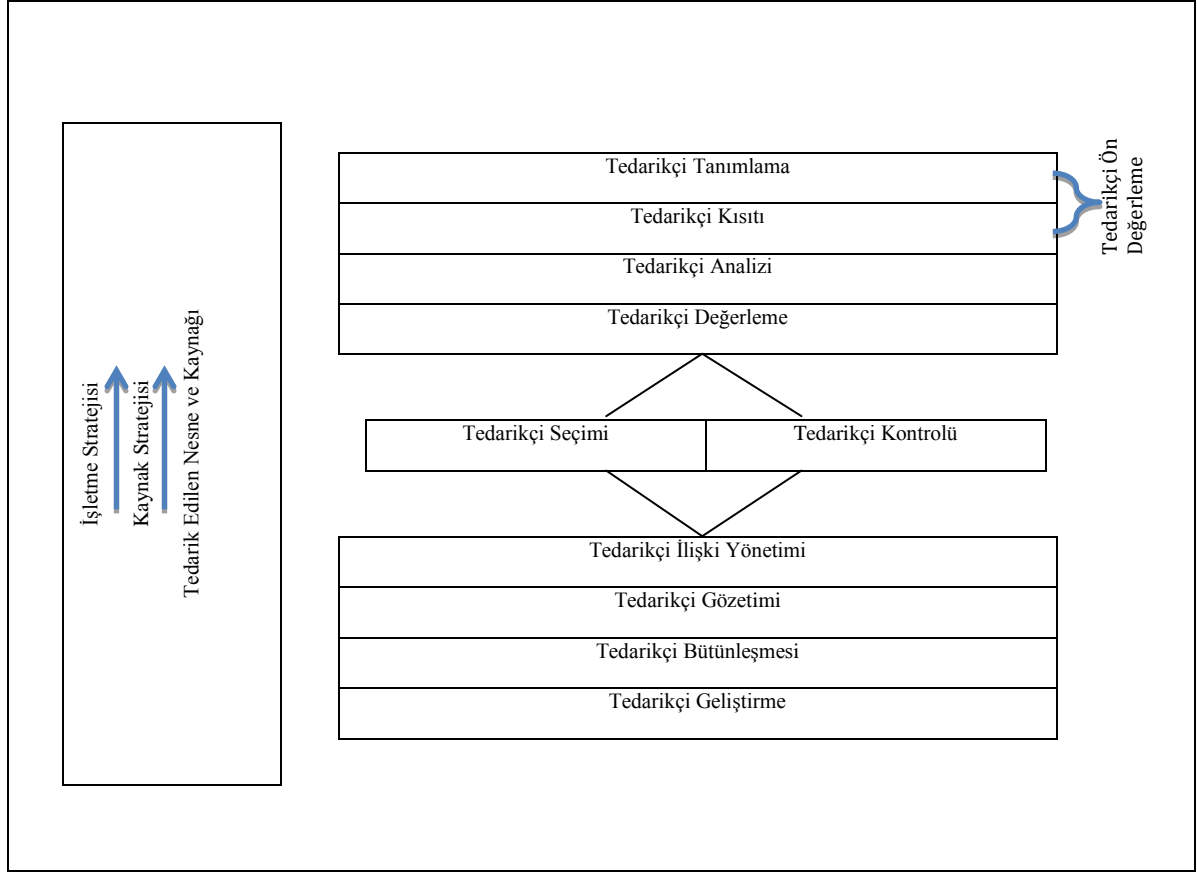 İşletme Stratejisi
Kaynak Stratejisi
Tedarik Edilen Nesne ve Kaynağı
Tedarikçi Tanımlama
Tedarikçi Kısıtı
Tedarikçi Analizi
Tedarikçi Değerleme
Tedarikçi Ön
Değerleme
Tedarikçi Seçimi
Tedarikçi Kontrolü
Tedarikçi İlişki Yönetimi
Tedarikçi Gözetimi
Tedarikçi Bütünleşmesi
Tedarikçi Geliştirme